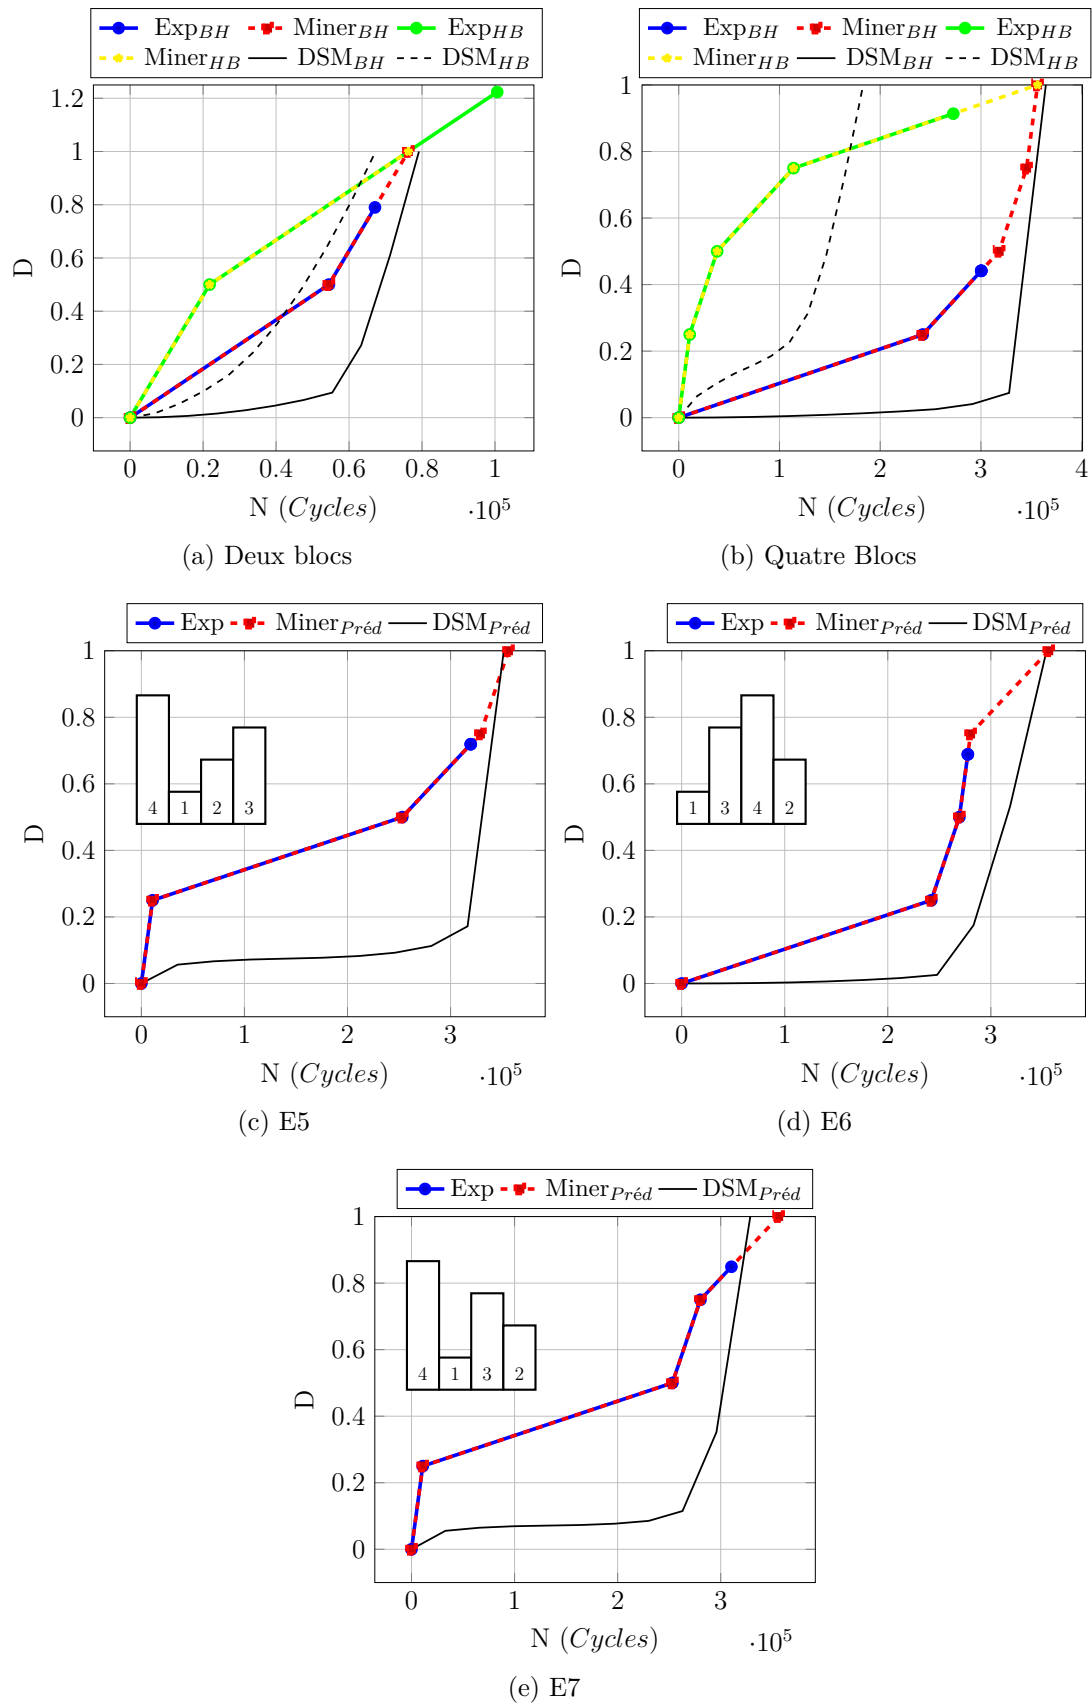 Exp_BH Miner_BH Exp_HB
Miner_HB DSM_BH DSM_HB
1.2
1
0.8
0.6
0.4
0.2
0
D
0 0.2 0.4 0.6 0.8 1
N (Cycles) ·10^5
(a) Deux blocs
Exp_BH Miner_BH Exp_HB
Miner_HB DSM_BH DSM_HB
1
0.8
0.6
0.4
0.2
0
D
0 1 2 3 4
N (Cycles) ·10^5
(b) Quatre Blocs
Exp Miner_Préd DSM_Préd
1
0.8
0.6
0.4
0.2
0
D
4 1 2 3
0 1 2 3
N (Cycles) ·10^5
(c) E5
Exp Miner_Préd DSM_Préd
1
0.8
0.6
0.4
0.2
0
D
1 3 4 2
0 1 2 3
N (Cycles) ·10^5
(d) E6
Exp Miner_Préd DSM_Préd
1
0.8
0.6
0.4
0.2
0
D
4 1 3 2
0 1 2 3
N (Cycles) ·10^5
(e) E7